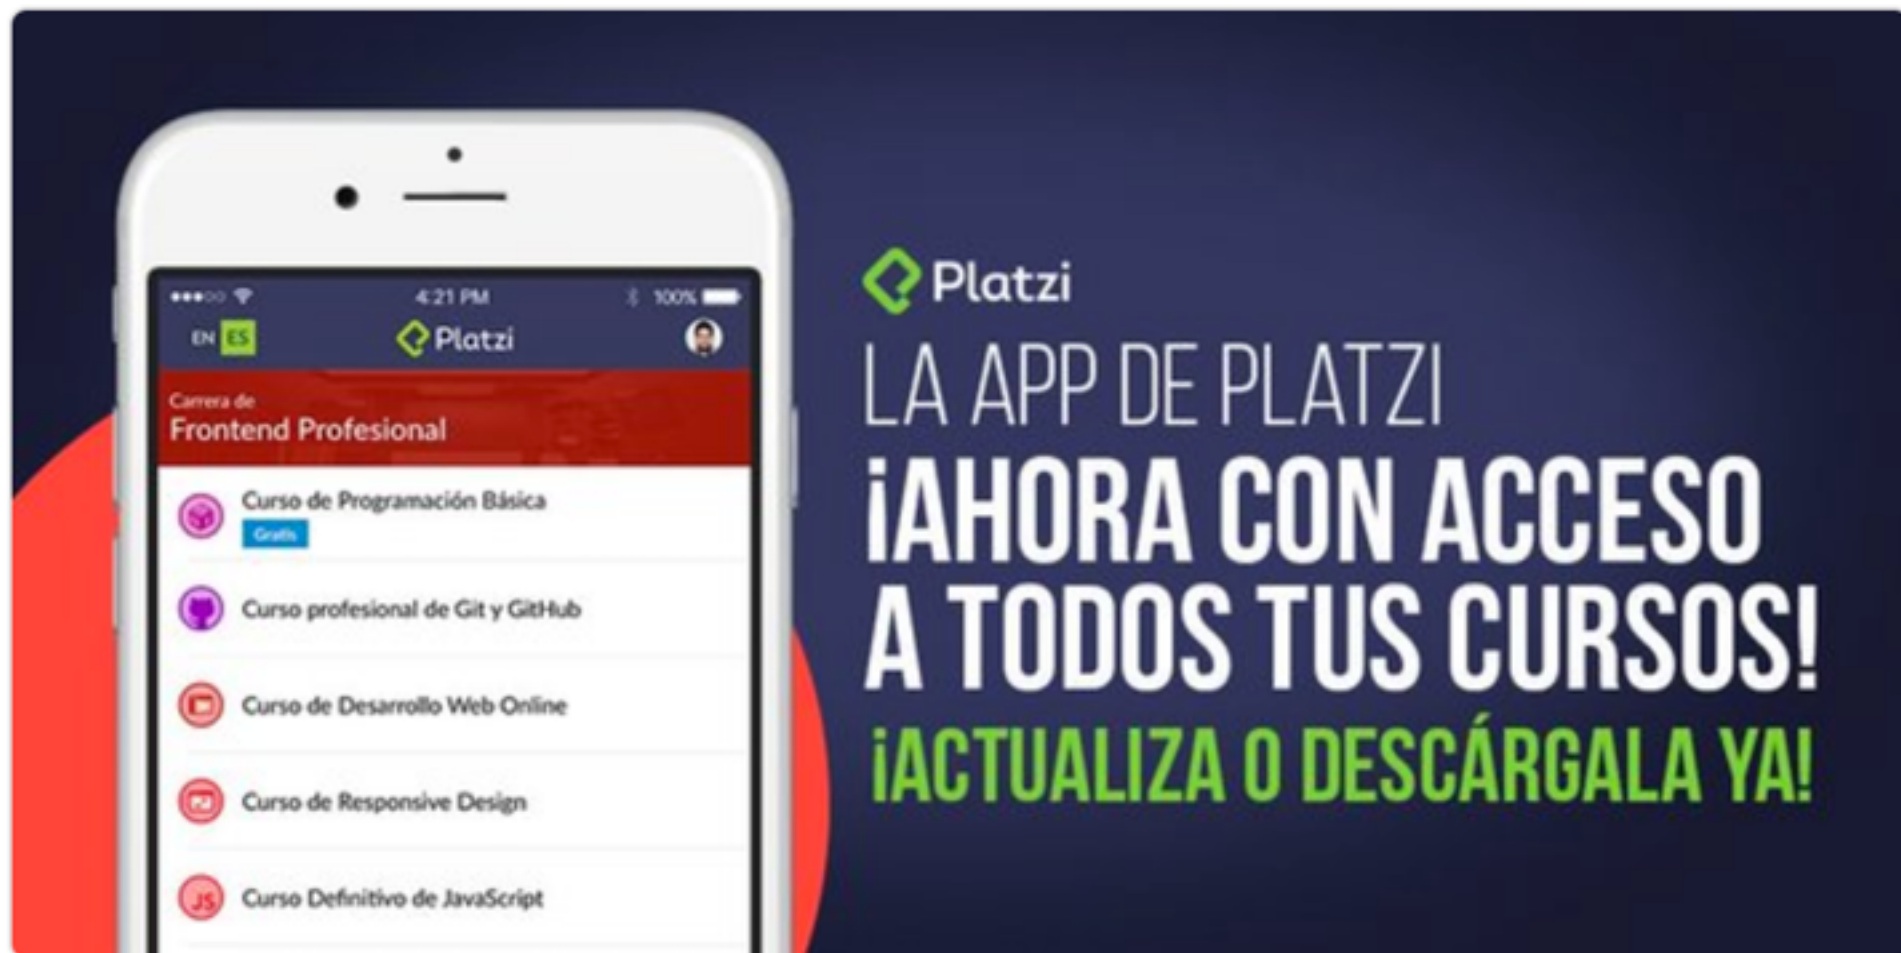 4:21 PM
100%
EN ES
Platzi
Carrera de
Frontend Profesional
Curso de Programación Básica
Gratis
Curso profesional de Git y GitHub
Curso de Desarrollo Web Online
Curso de Responsive Design
JS
Curso Definitivo de JavaScript
Platzi
LA APP DE PLATZI
¡AHORA CON ACCESO
A TODOS TUS CURSOS!
¡ACTUALIZA O DESCÁRGALA YA!